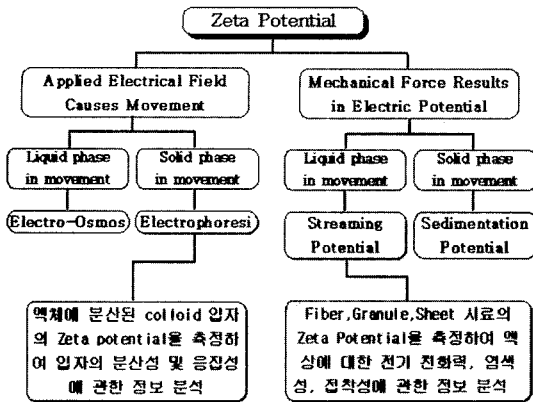 Zeta Potential
Applied Electrical Field
Causes Movement
Mechanical Force Results
in Electric Potential
Liquid phase
in movement
Solid phase
in movement
Liquid phase
in movement
Solid phase
in movement
Electro-Osmos
Electrophoresi
Streaming
Potential
Sedimentation
Potential
액체에 분산된 colloid 입자
의 Zeta potential을 측정하
여 입자의 분산성 및 응집성
에 관한 정보 분석
Fiber,Granule,Sheet 시료의
Zeta Potential을 측정하여 액
상에 대한 전기 친화력, 염색
성, 접착성에 관한 정보 분석